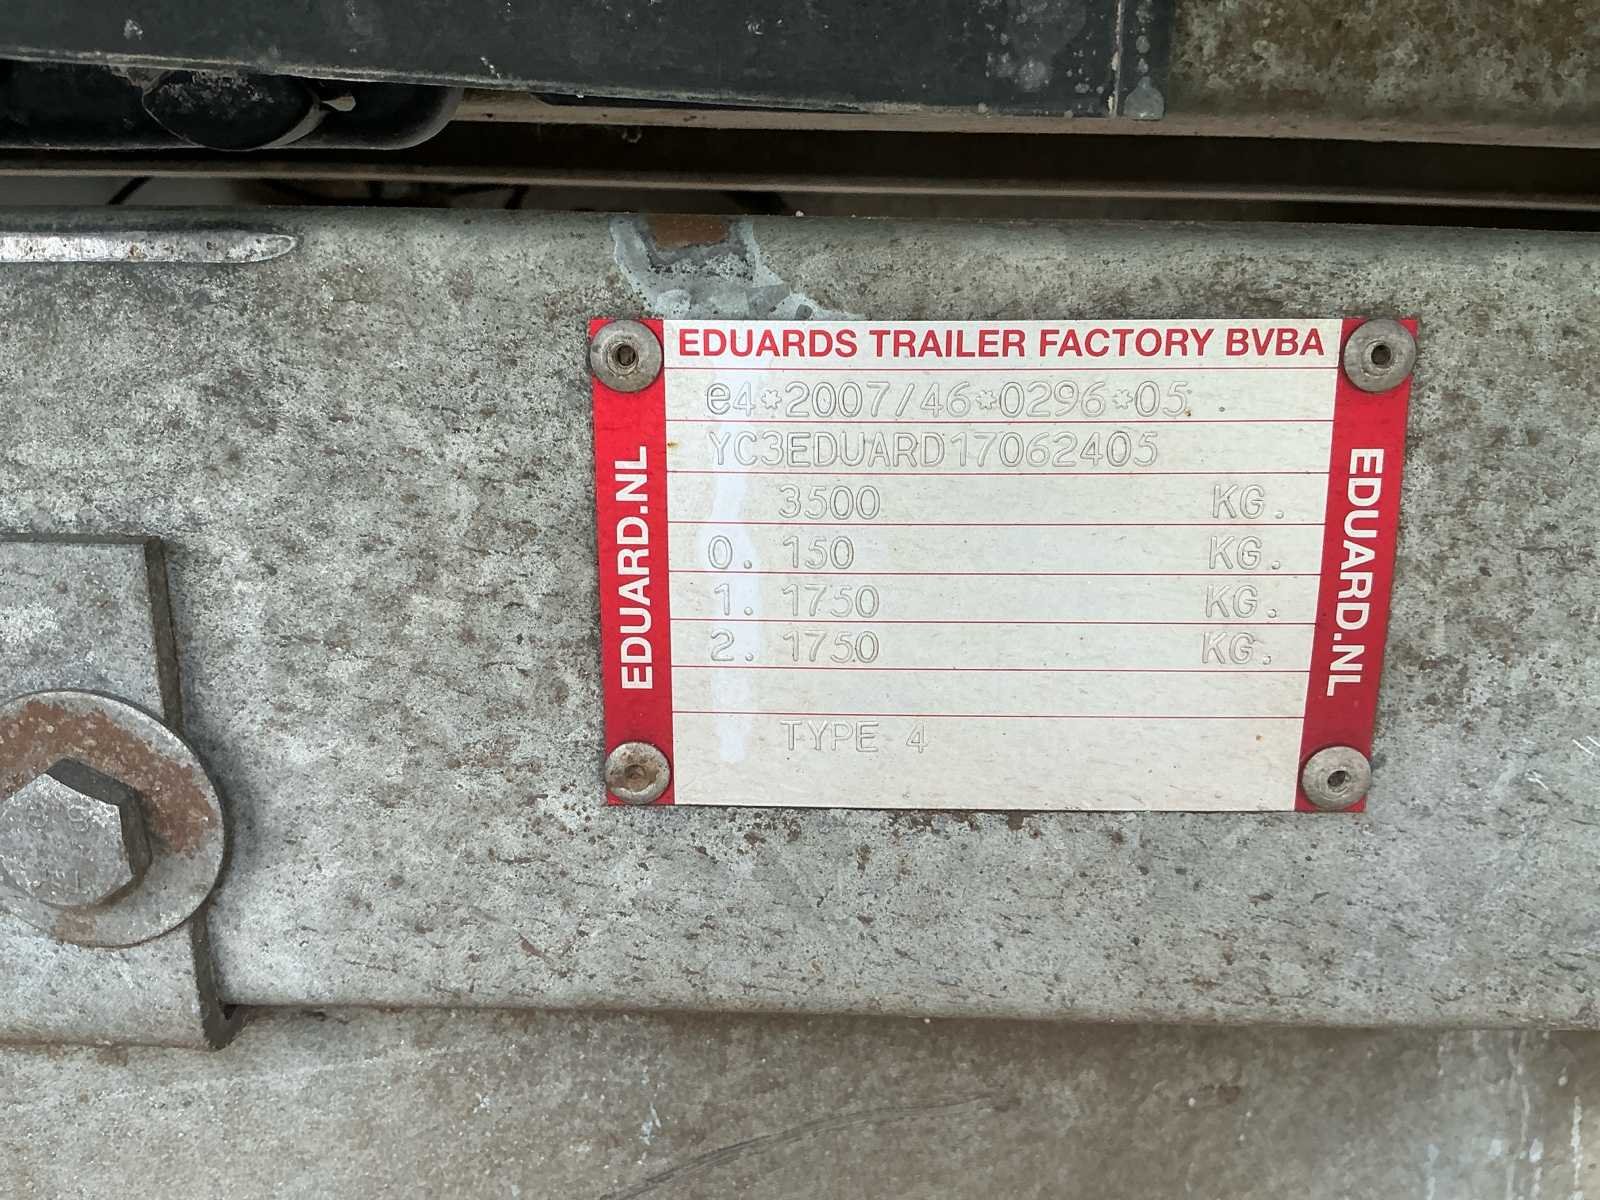 EDUARDS TRAILER FACTORY BVBA
e4*2007/46*0296*05
YC3EDUARD17062405
3500 KG.
0. 150 KG.
1. 1750 KG.
2. 1750 KG.
TYPE 4
EDUARD.NL
EDUARD.NL